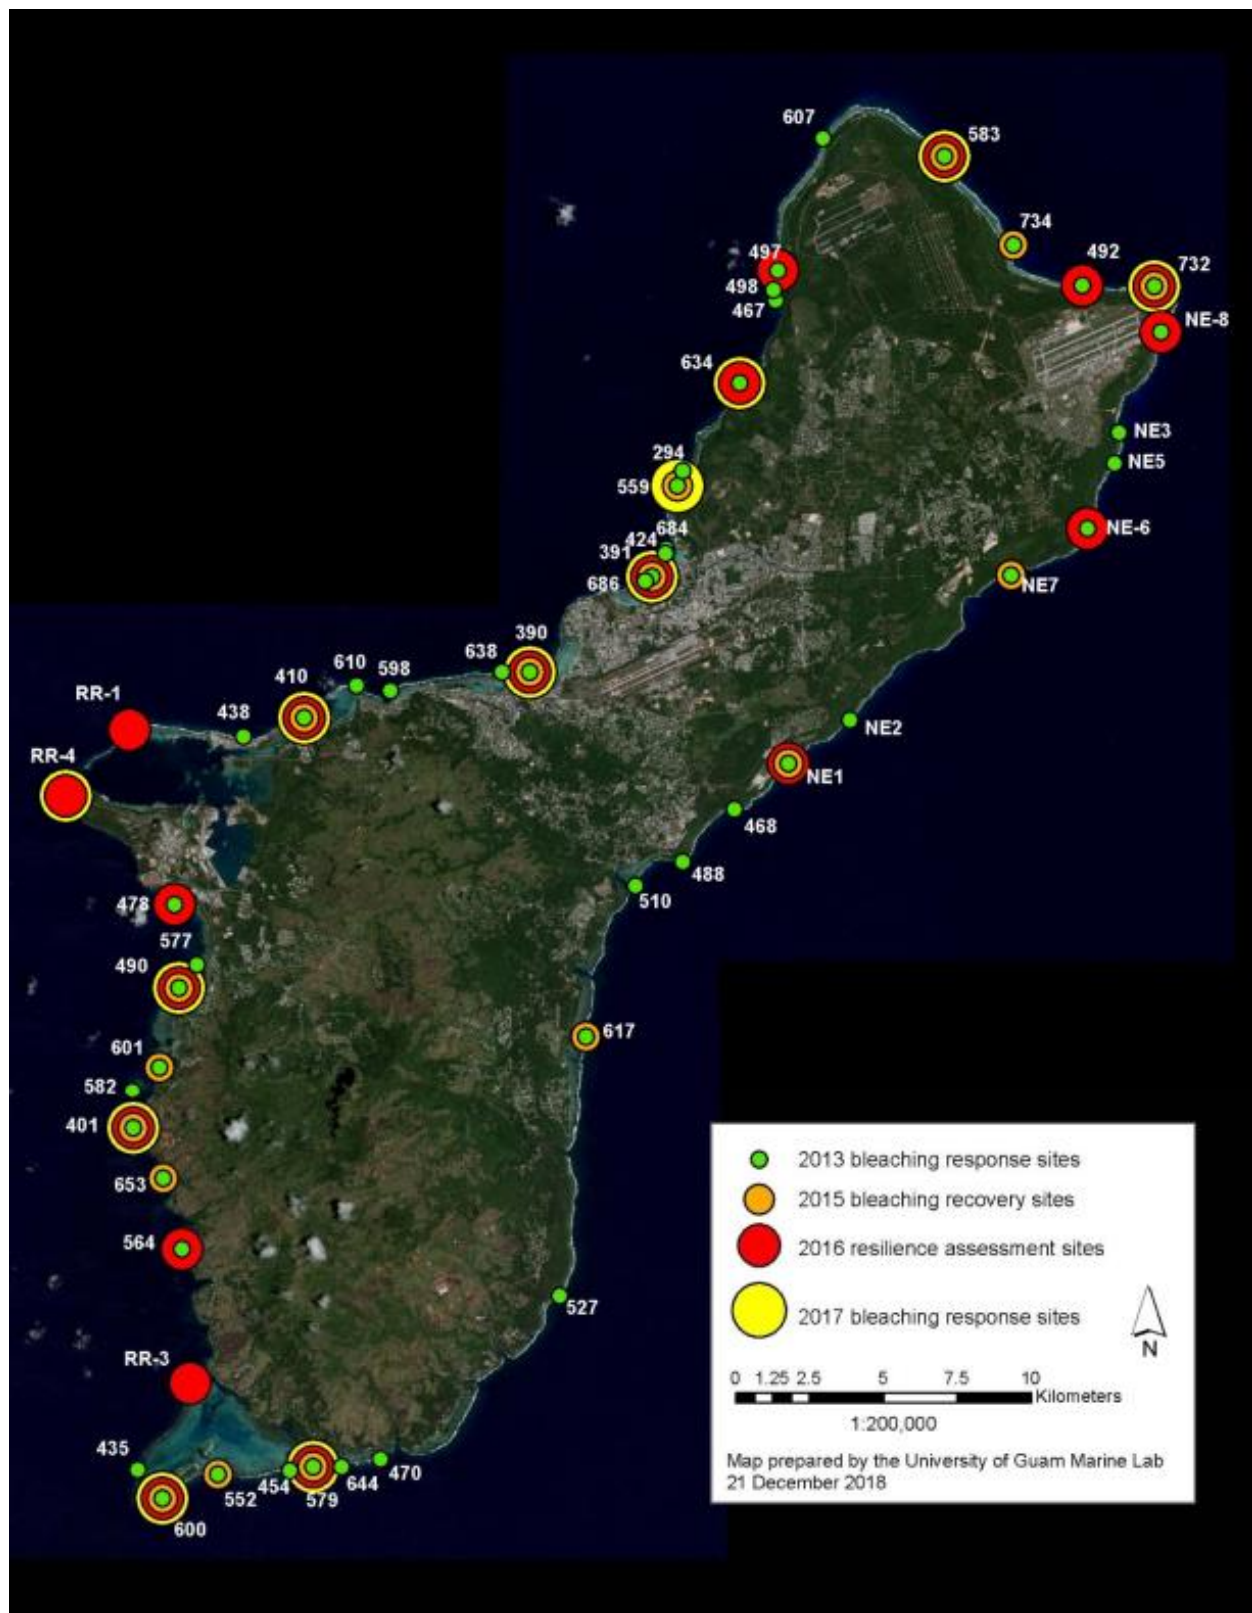 607
583
734
497
492
732
498
467
NE-8
634
NE3
294
NE5
559
684
424
NE-6
391
686
NE7
390
638
610
598
410
RR-1
438
NE2
RR-4
NE1
468
488
510
478
577
490
617
601
582
401
653
564
527
RR-3
435
454
644
470
552
579
600
2013 bleaching response sites
2015 bleaching recovery sites
2016 resilience assessment sites
2017 bleaching response sites
N
0 1.25 2.5 5 7.5 10
Kilometers
1:200,000
Map prepared by the University of Guam Marine Lab
21 December 2018